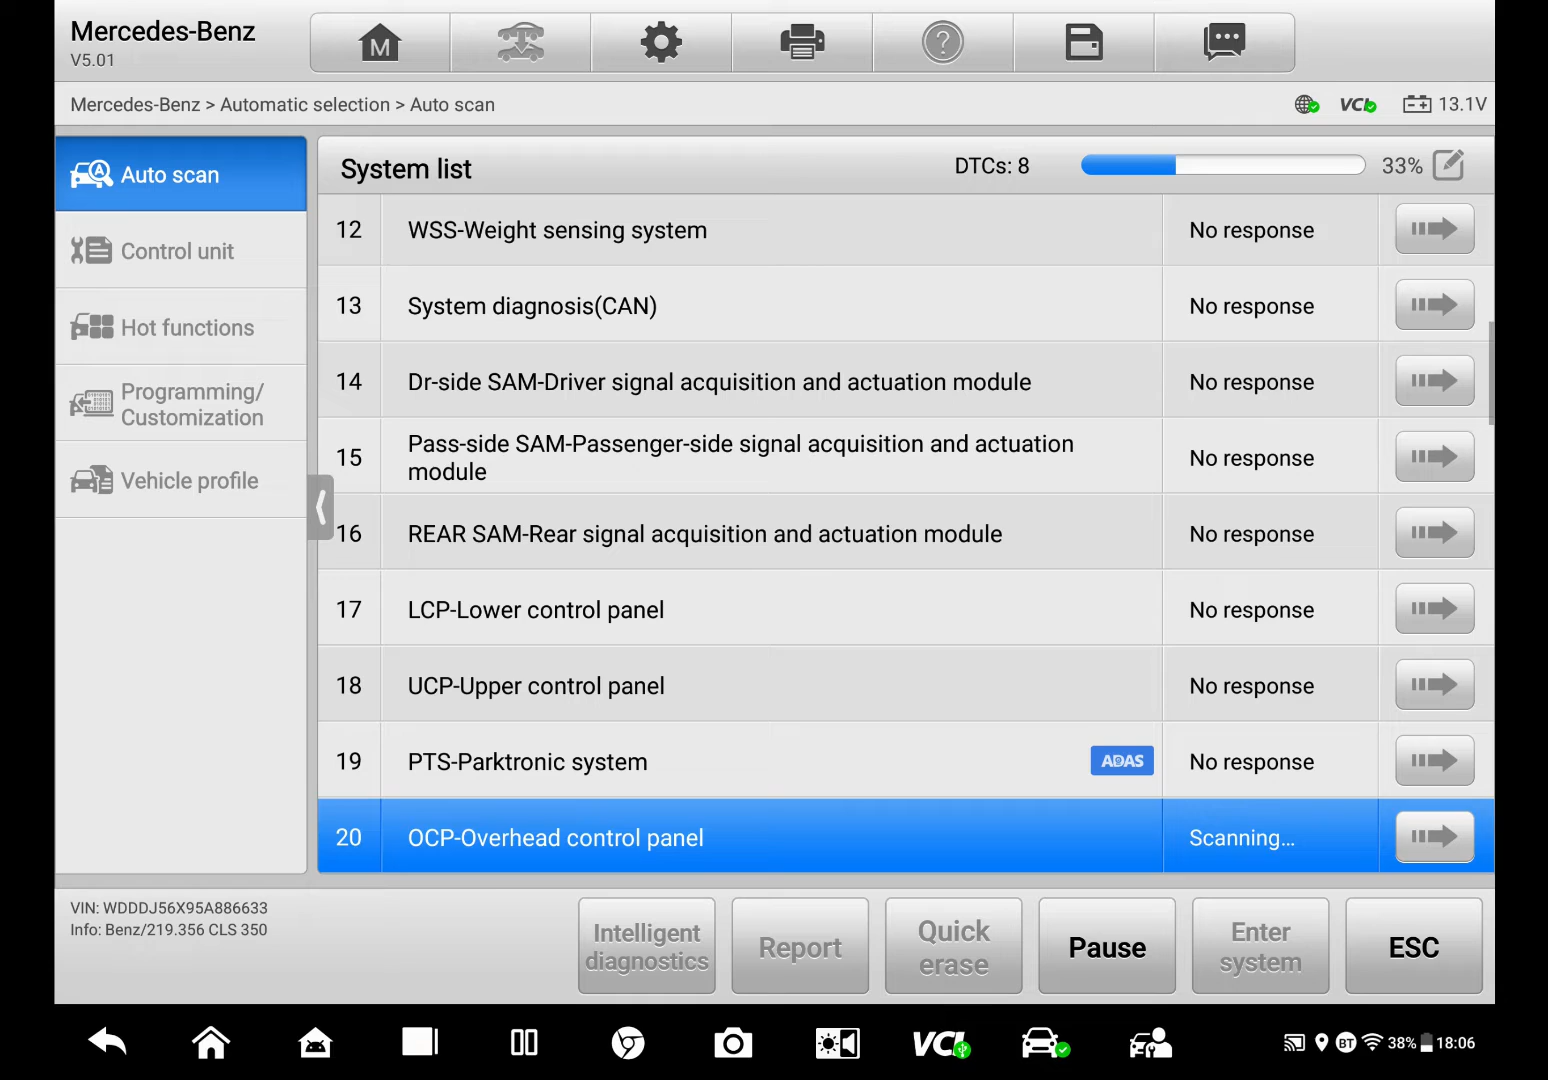 Mercedes-Benz
V5.01
M
?
Mercedes-Benz > Automatic selection > Auto scan
VCI
13.1V
A
Auto scan
Control unit
Hot functions
Programming/
Customization
Vehicle profile
System list
DTCs: 8
33%
12 WSS-Weight sensing system No response
13 System diagnosis(CAN) No response
14 Dr-side SAM-Driver signal acquisition and actuation module No response
15 Pass-side SAM-Passenger-side signal acquisition and actuation
module No response
16 REAR SAM-Rear signal acquisition and actuation module No response
17 LCP-Lower control panel No response
18 UCP-Upper control panel No response
19 PTS-Parktronic system ADAS No response
20 OCP-Overhead control panel Scanning...
VIN: WDDDJ56X95A886633
Info: Benz/219.356 CLS 350
Intelligent
diagnostics
Report
Quick
erase
Pause
Enter
system
ESC
VCI
BT
38%
18:06